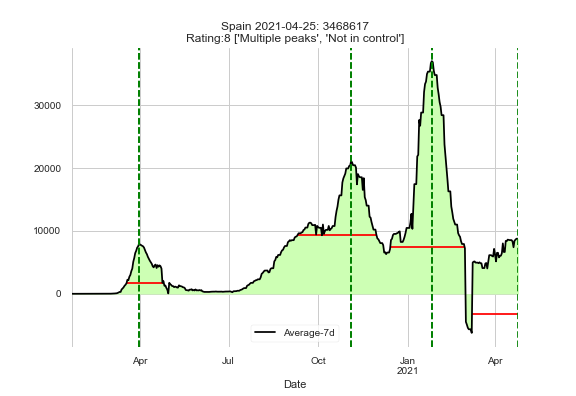 Spain 2021-04-25: 3468617
Rating:8 ['Multiple peaks', 'Not in control']
30000
20000
10000
0
Average-7d
Apr
Jul
Oct
Jan
2021
Apr
Date